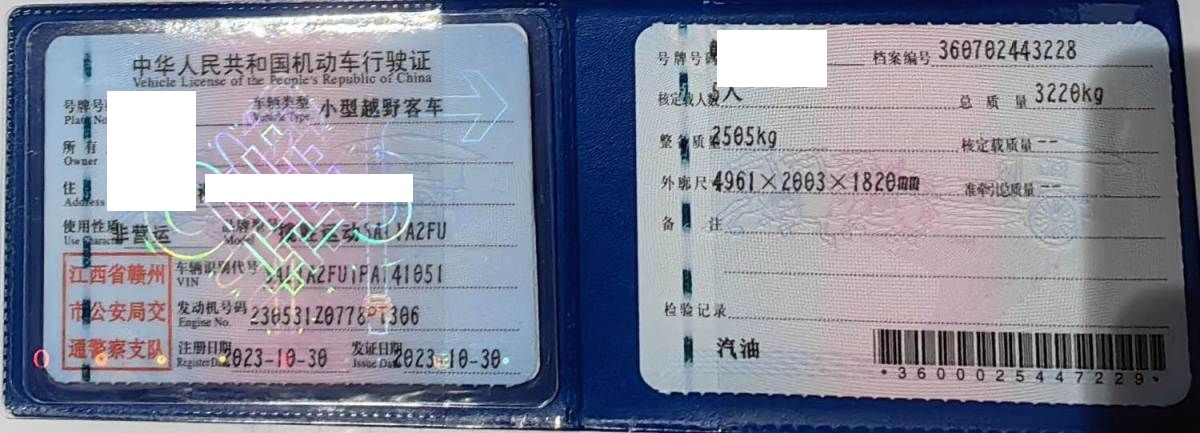 中华人民共和国机动车行驶证
Vehicle License of the People's Republic of China
号牌号 车辆类型 小型越野客车
Plate No. Vehicle Type
所有
Owner
住
Address
使用性质 非营运 品牌型号
Use Character Model
江西省赣州 车辆识别代号
VIN
市公安局交 发动机号码
Engine No.
通警察支队 注册日期 2023-10-30 发证日期 2023-10-30
Register Date Issue Date
号牌号码 档案编号 360702443228
核定载人数 5人 总质量 3220kg
整备质量 2505kg 核定载质量 --
外廓尺 4961×2003×1820mm 准牵引总质量 --
备注
检验记录
汽油
*3600025447229*